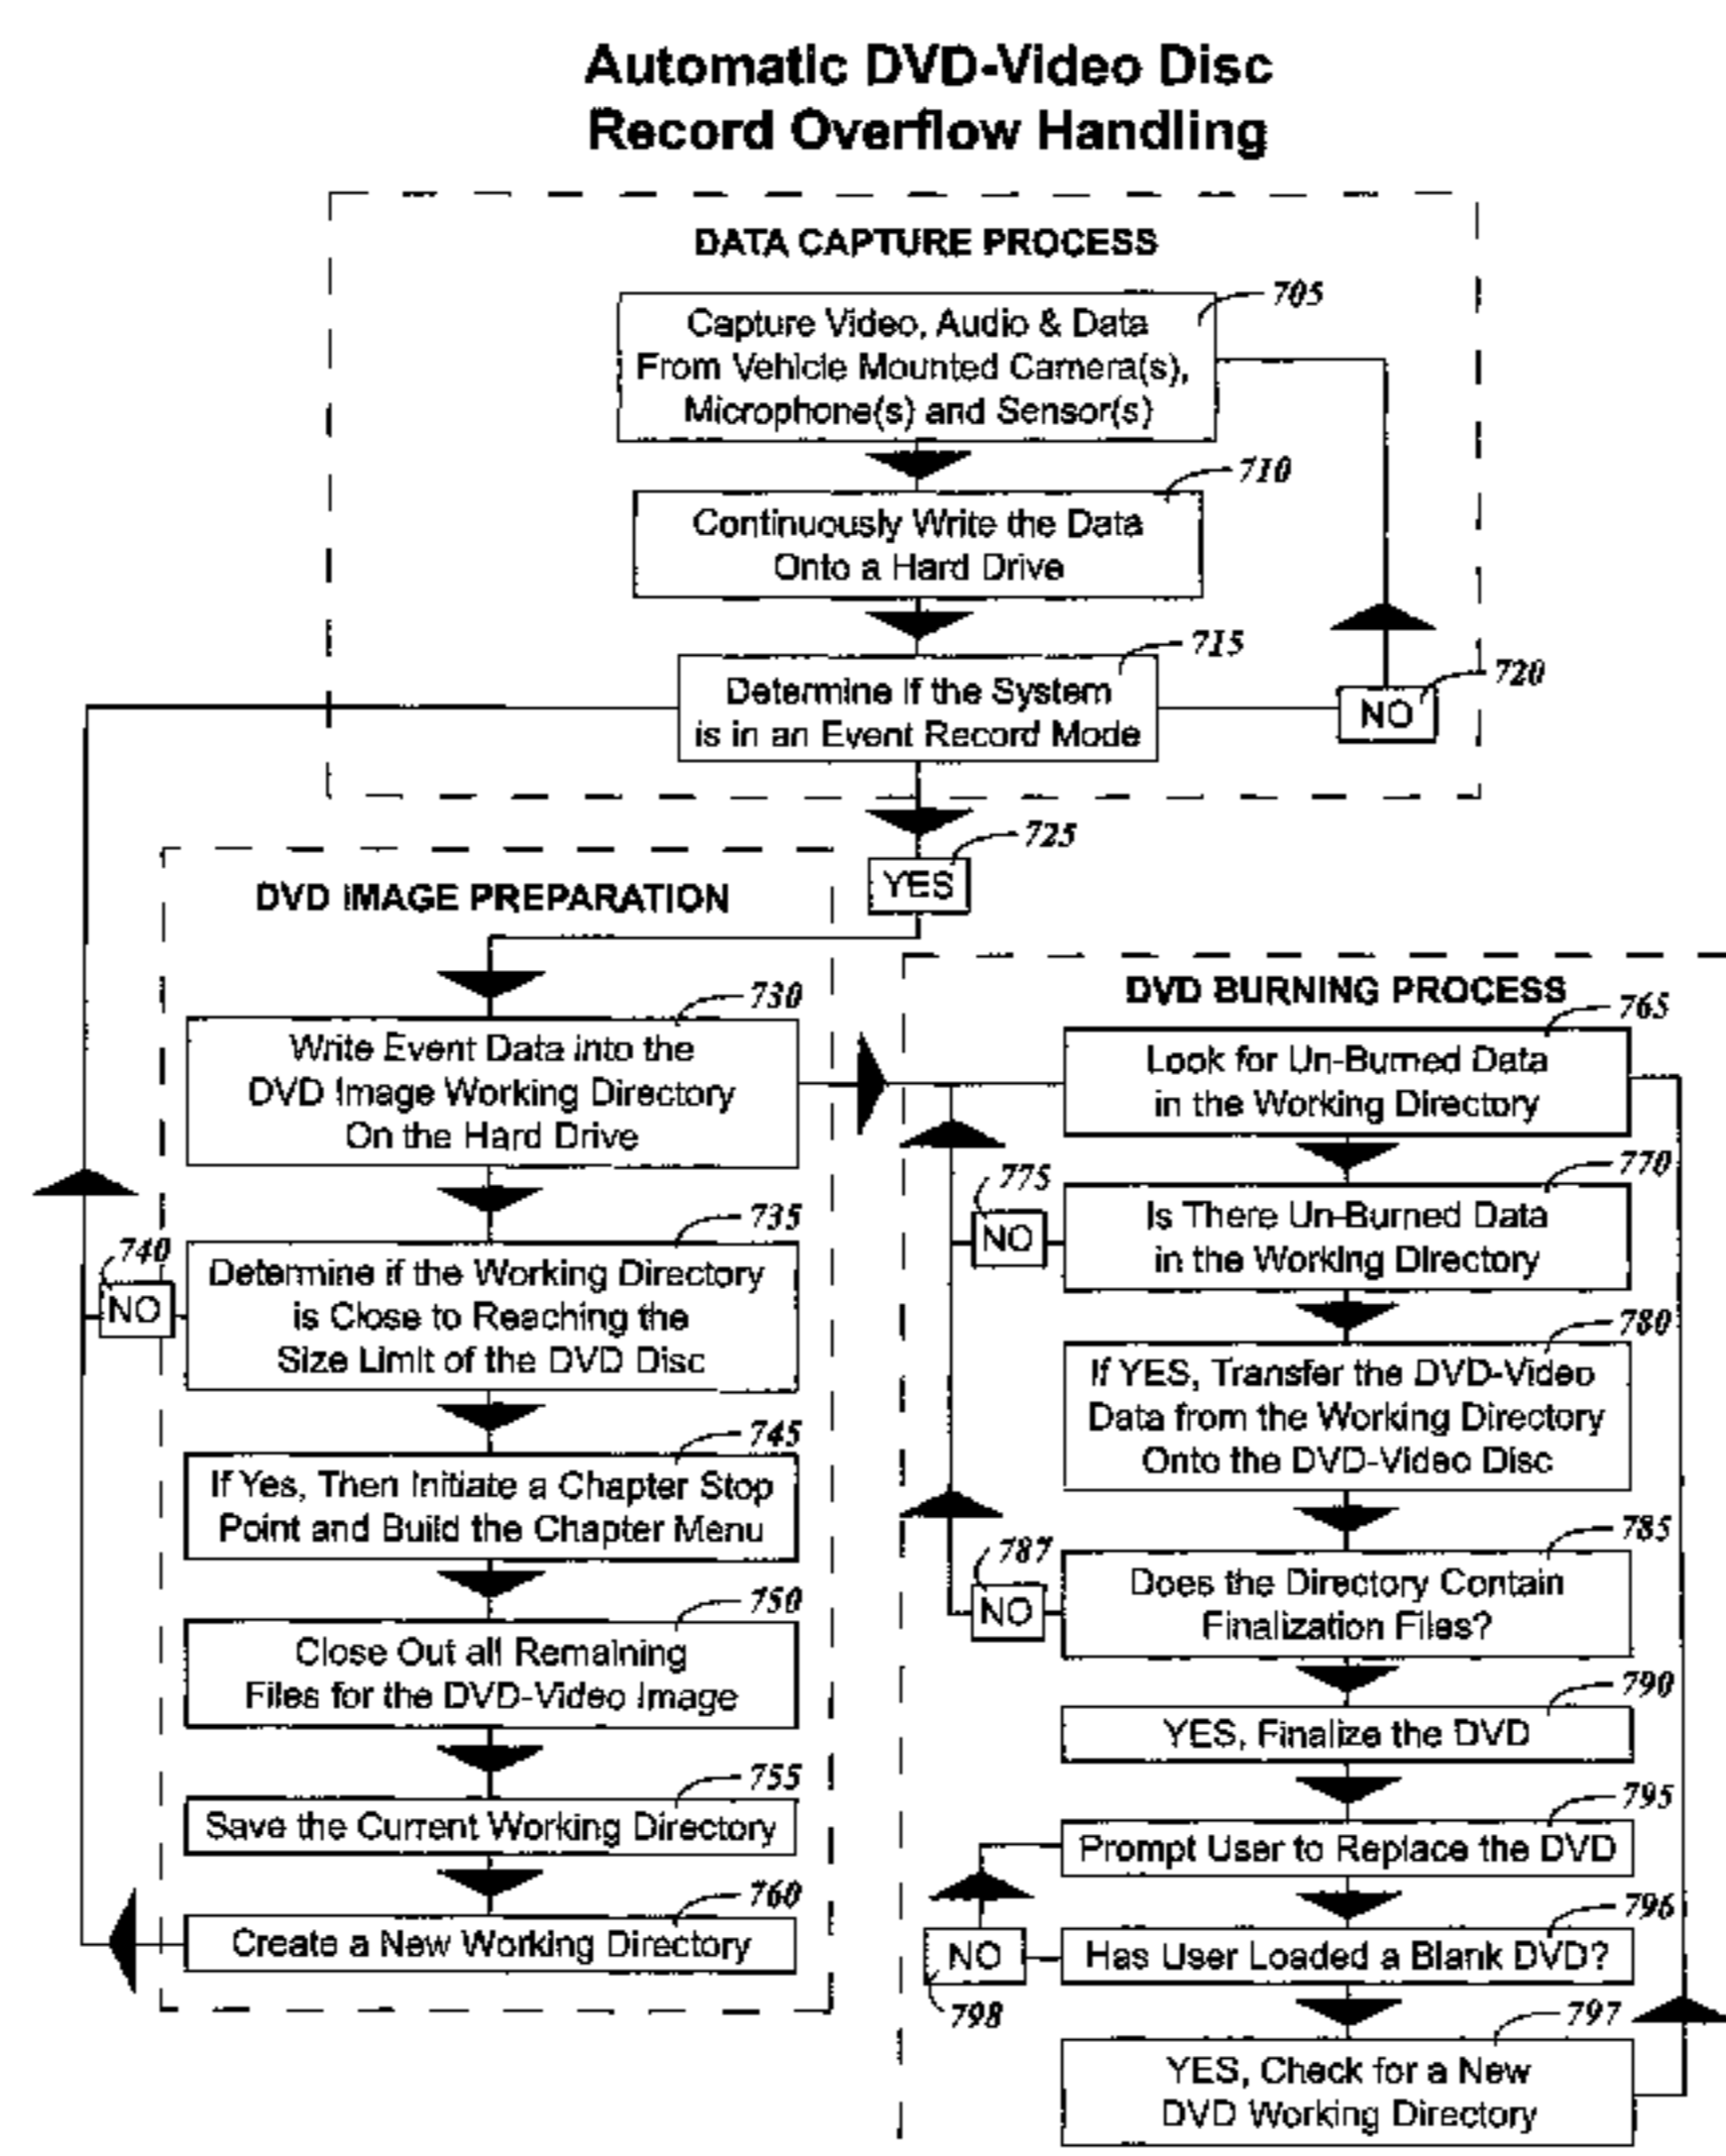 Automatic DVD-Video Disc
Record Overflow Handling
DATA CAPTURE PROCESS
705
Capture Video, Audio & Data
From Vehicle Mounted Camera(s),
Microphone(s) and Sensor(s)
710
Continuously Write the Data
Onto a Hard Drive
715
Determine if the System
is in an Event Record Mode
720
NO
725
YES
DVD IMAGE PREPARATION
730
Write Event Data into the
DVD Image Working Directory
On the Hard Drive
735
Determine if the Working Directory
is Close to Reaching the
Size Limit of the DVD Disc
740
NO
745
If Yes, Then Initiate a Chapter Stop
Point and Build the Chapter Menu
750
Close Out all Remaining
Files for the DVD-Video Image
755
Save the Current Working Directory
760
Create a New Working Directory
DVD BURNING PROCESS
765
Look for Un-Burned Data
in the Working Directory
770
Is There Un-Burned Data
in the Working Directory
775
NO
780
If YES, Transfer the DVD-Video
Data from the Working Directory
Onto the DVD-Video Disc
785
Does the Directory Contain
Finalization Files?
787
NO
790
YES, Finalize the DVD
795
Prompt User to Replace the DVD
796
Has User Loaded a Blank DVD?
NO
798
797
YES, Check for a New
DVD Working Directory